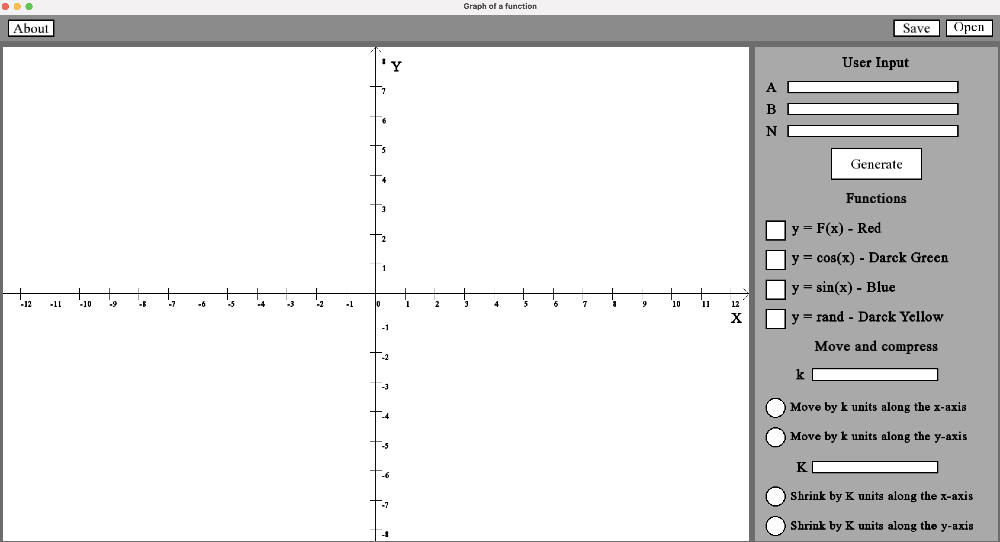 Graph of a function
About
Save
Open
Y
8
7
6
5
4
3
2
1
-12 -11 -10 -9 -8 -7 -6 -5 -4 -3 -2 -1 0 1 2 3 4 5 6 7 8 9 10 11 12
X
-1
-2
-3
-4
-5
-6
-7
-8
User Input
A
B
N
Generate
Functions
y = F(x) - Red
y = cos(x) - Darck Green
y = sin(x) - Blue
y = rand - Darck Yellow
Move and compress
k
Move by k units along the x-axis
Move by k units along the y-axis
K
Shrink by K units along the x-axis
Shrink by K units along the y-axis